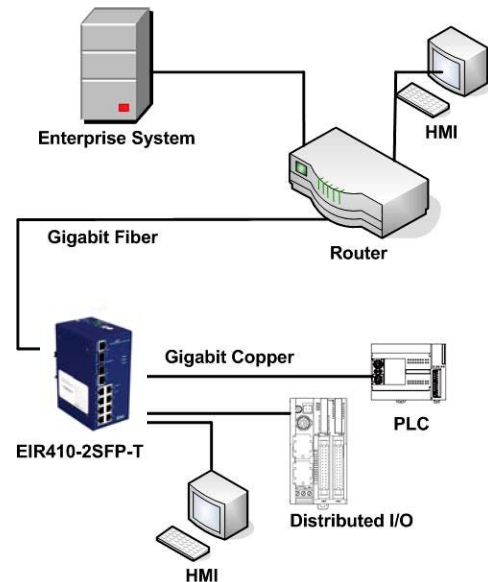 Enterprise System
HMI
Gigabit Fiber
Router
Gigabit Copper
PLC
EIR410-2SFP-T
Distributed I/O
HMI